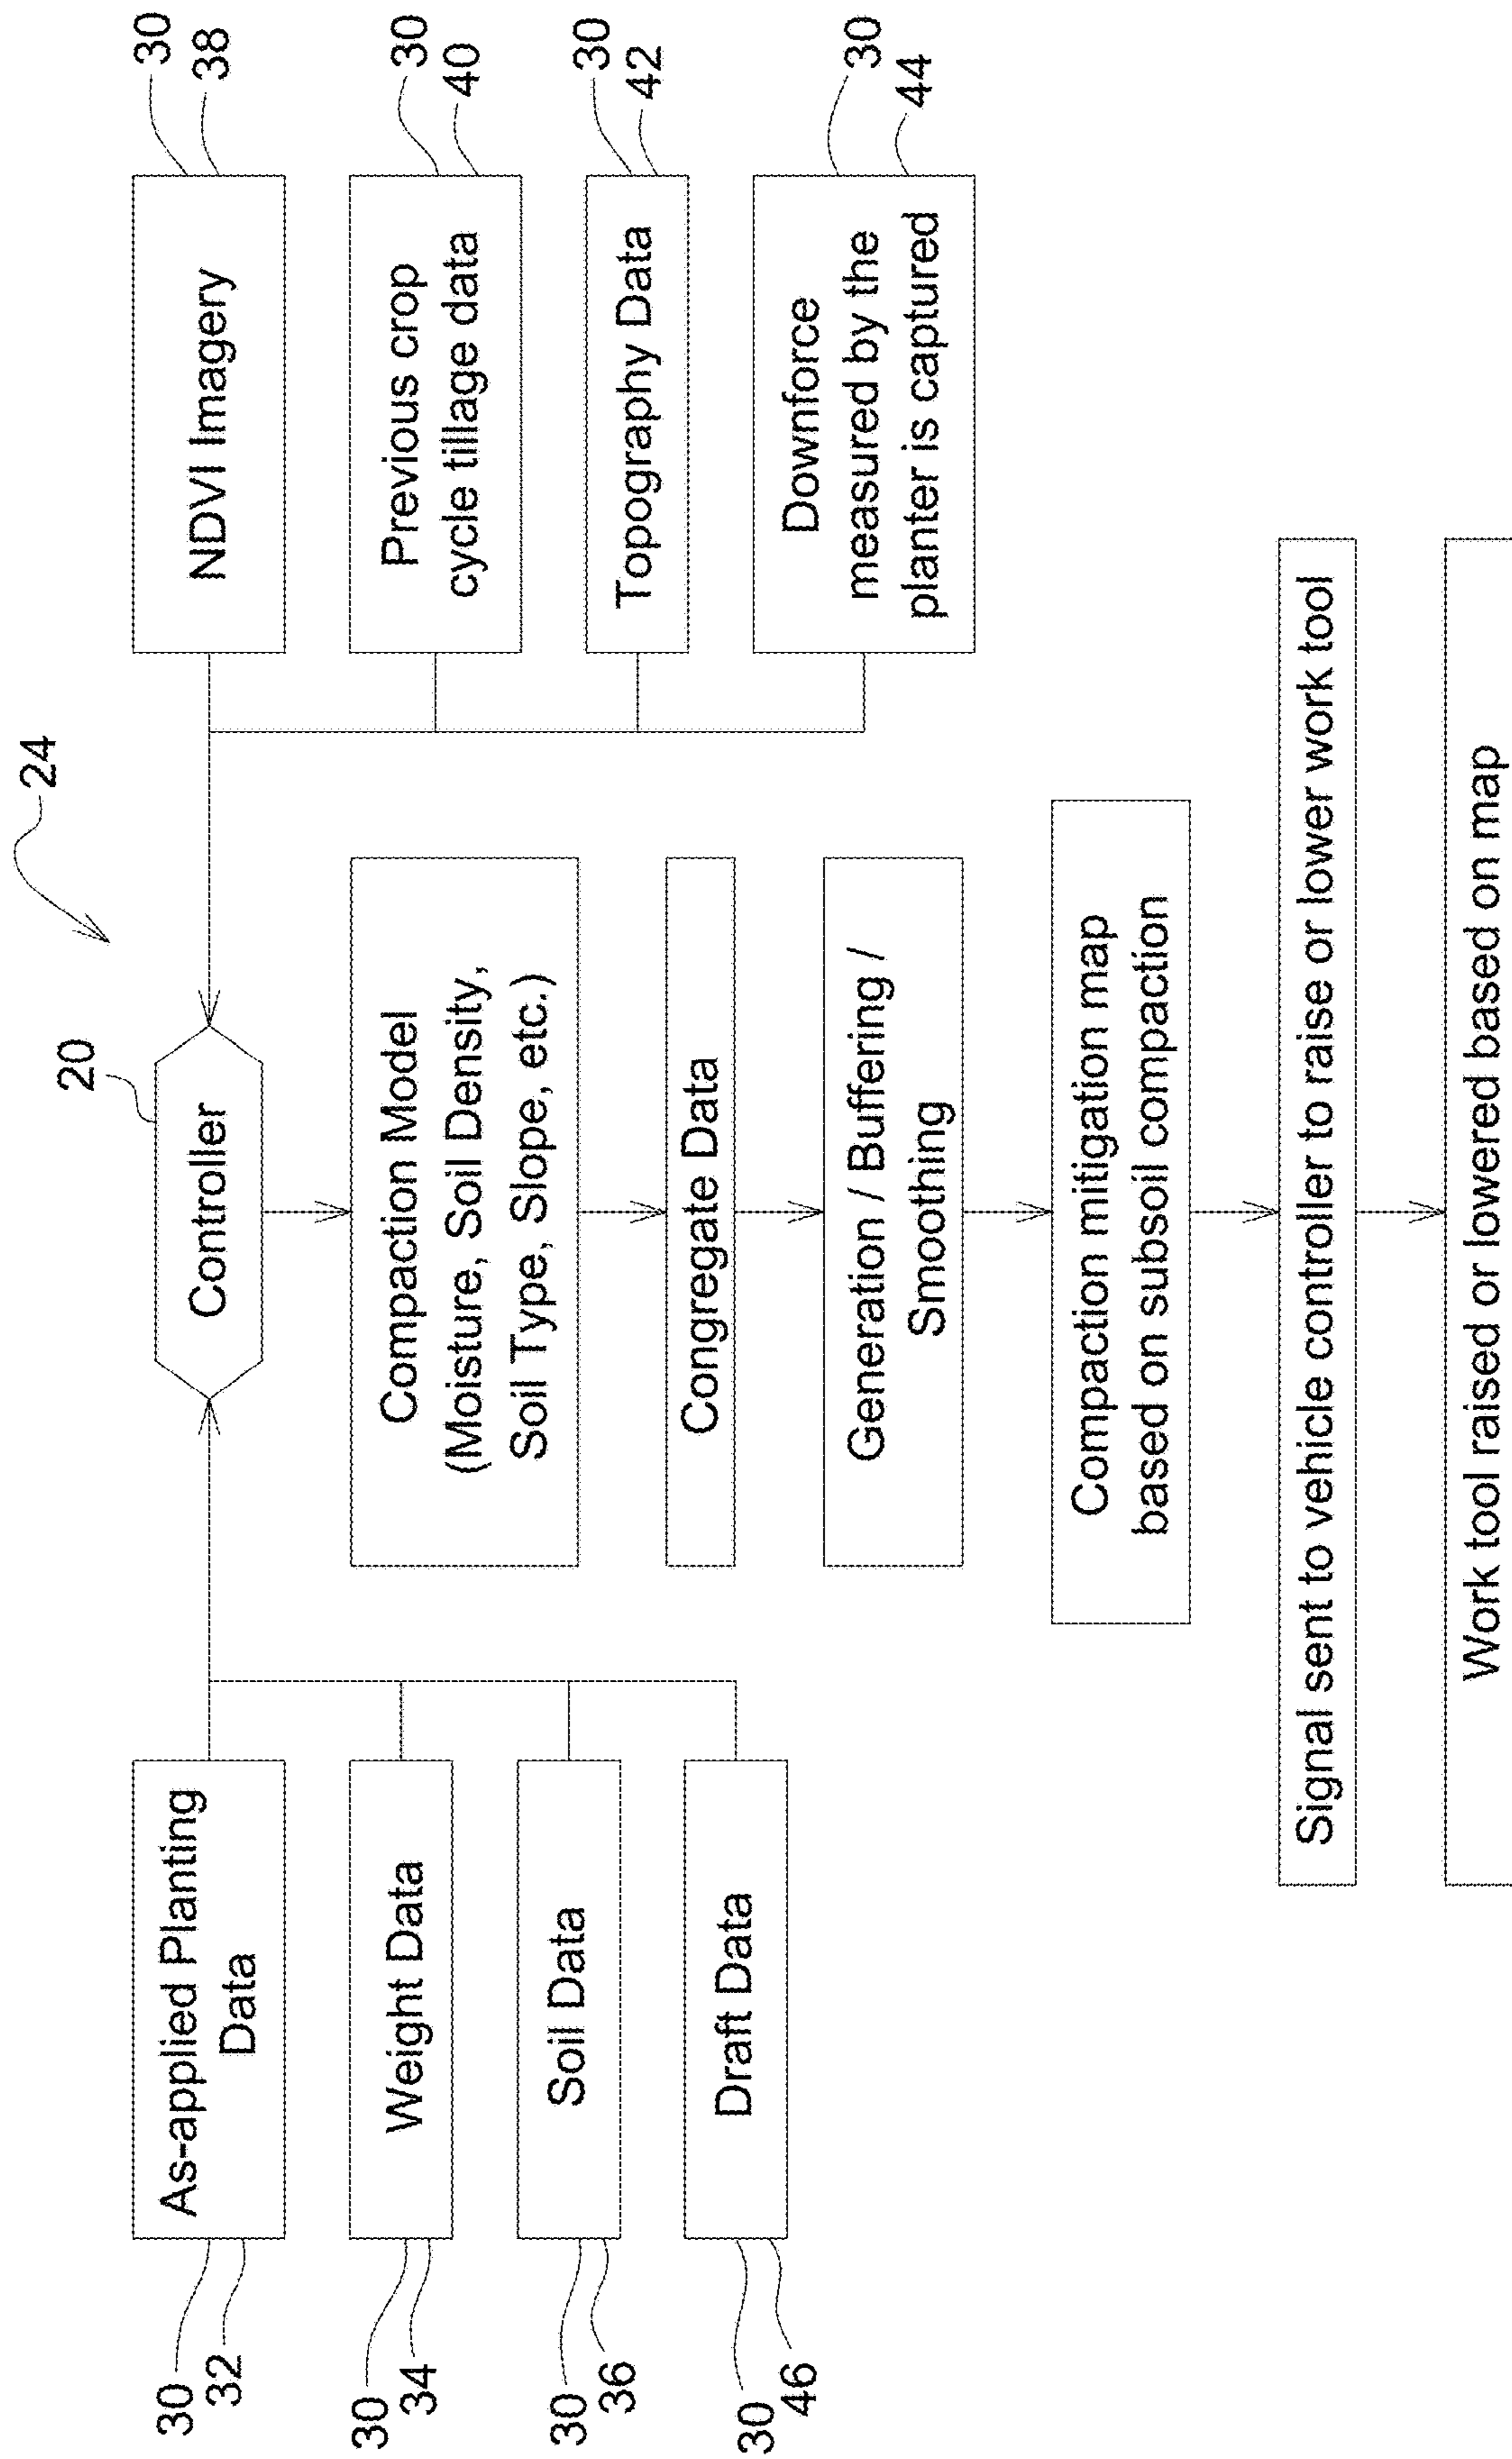 24
20
Controller
As-applied Planting
Data
30
32
Weight Data
30
34
Soil Data
30
36
Draft Data
30
46
NDVI Imagery
30
38
Previous crop
cycle tillage data
30
40
Topography Data
30
42
Downforce
measured by the
planter is captured
30
44
Compaction Model
(Moisture, Soil Density,
Soil Type, Slope, etc.)
Congregate Data
Generation / Buffering /
Smoothing
Compaction mitigation map
based on subsoil compaction
Signal sent to vehicle controller to raise or lower work tool
Work tool raised or lowered based on map